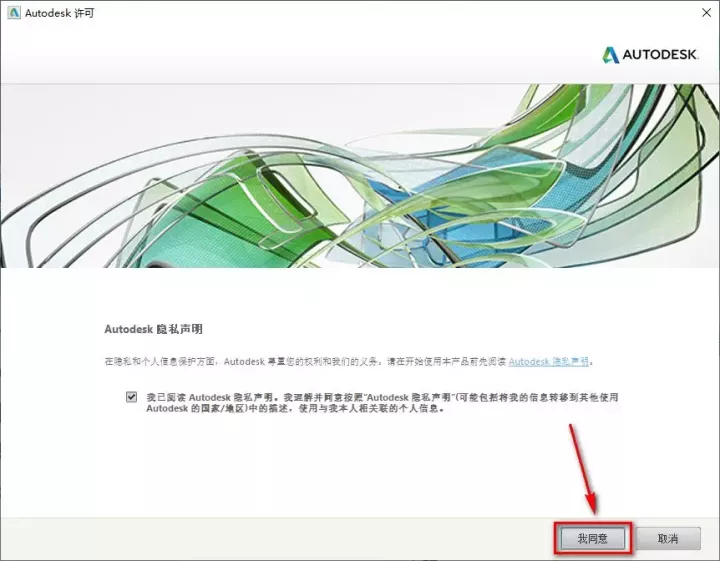 Autodesk 许可
AUTODESK.
Autodesk 隐私声明
在隐私和个人信息保护方面，Autodesk 尊重您的权利和我们的义务。请在开始使用本产品前先阅读 Autodesk 隐私声明。
我已阅读 Autodesk 隐私声明。我理解并同意按照“Autodesk 隐私声明”(可能包括将我的信息转移到其他使用
Autodesk 的国家/地区)中的描述，使用与我本人相关联的个人信息。
我同意
取消